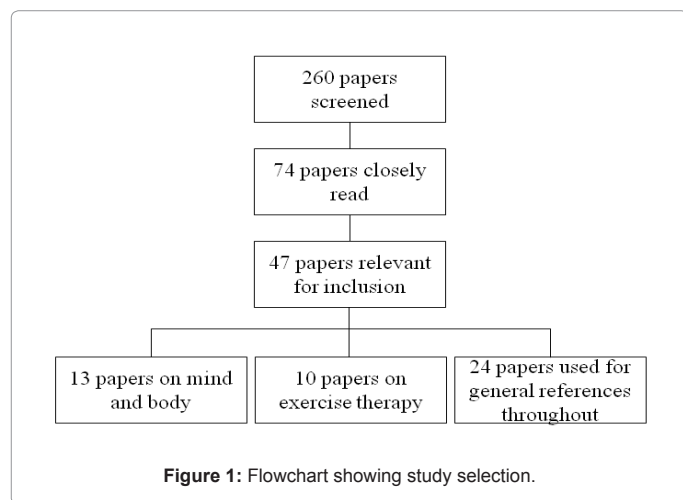 260 papers
screened
74 papers closely
read
47 papers relevant
for inclusion
13 papers on mind
and body
10 papers on
exercise therapy
24 papers used for
general references
throughout
Figure 1: Flowchart showing study selection.